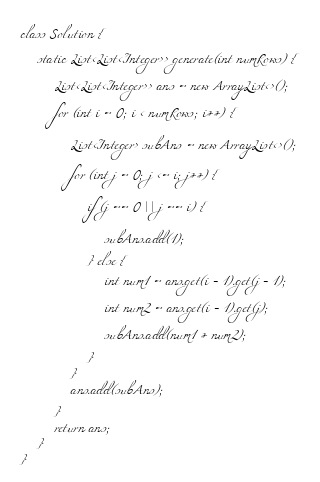 class Solution {
static List<List<Integer>> generate(int numRows) {
List<List<Integer>> ans = new ArrayList<>();
for (int i = 0; i < numRows; i++) {
List<Integer> subAns = new ArrayList<>();
for (int j = 0; j <= i; j++) {
if (j == 0 || j == i) {
subAns.add(1);
} else {
int num1 = ans.get(i - 1).get(j - 1);
int num2 = ans.get(i - 1).get(j);
subAns.add(num1 + num2);
}
}
ans.add(subAns);
}
return ans;
}
}